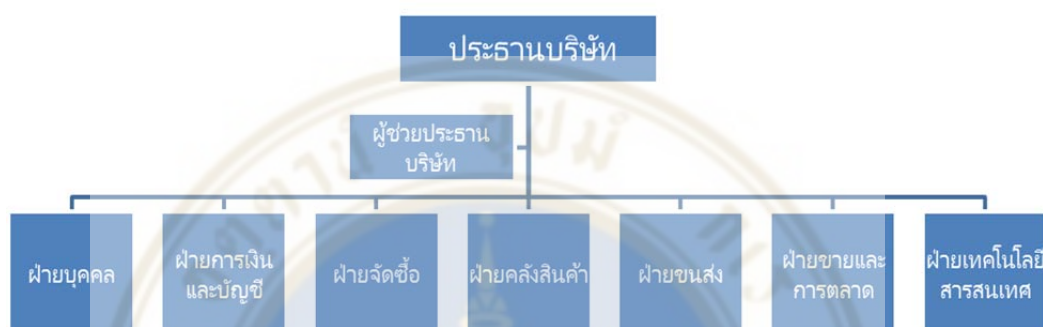 ประธานบริษัท
ผู้ช่วยประธาน
บริษัท
ฝ่ายบุคคล
ฝ่ายการเงิน
และบัญชี
ฝ่ายจัดซื้อ
ฝ่ายคลังสินค้า
ฝ่ายขนส่ง
ฝ่ายขายและ
การตลาด
ฝ่ายเทคโนโลยี
สารสนเทศ